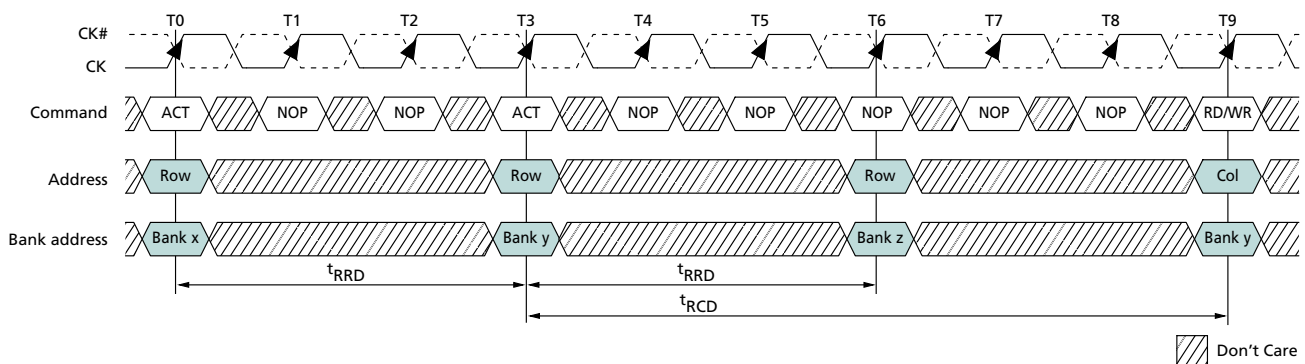 T0 T1 T2 T3 T4 T5 T6 T7 T8 T9
CK#
CK
Command ACT NOP NOP ACT NOP NOP NOP NOP NOP RD/WR
Address Row Row Row Col
Bank address Bank x Bank y Bank z Bank y
tRRD tRRD
tRCD
Don't Care